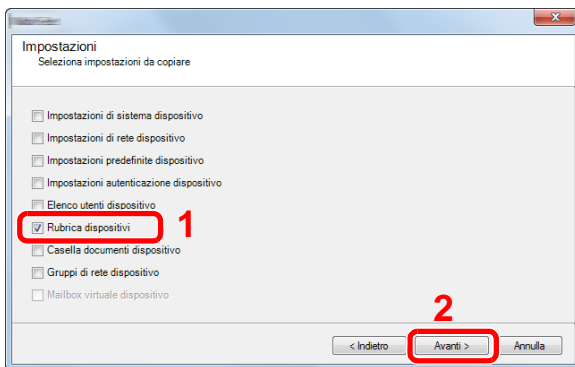 Impostazioni
Seleziona impostazioni da copiare
Impostazioni di sistema dispositivo
Impostazioni di rete dispositivo
Impostazioni predefinite dispositivo
Impostazioni autenticazione dispositivo
Elenco utenti dispositivo
Rubrica dispositivi 1
Casella documenti dispositivo
Gruppi di rete dispositivo
Mailbox virtuale dispositivo
2
< Indietro Avanti > Annulla